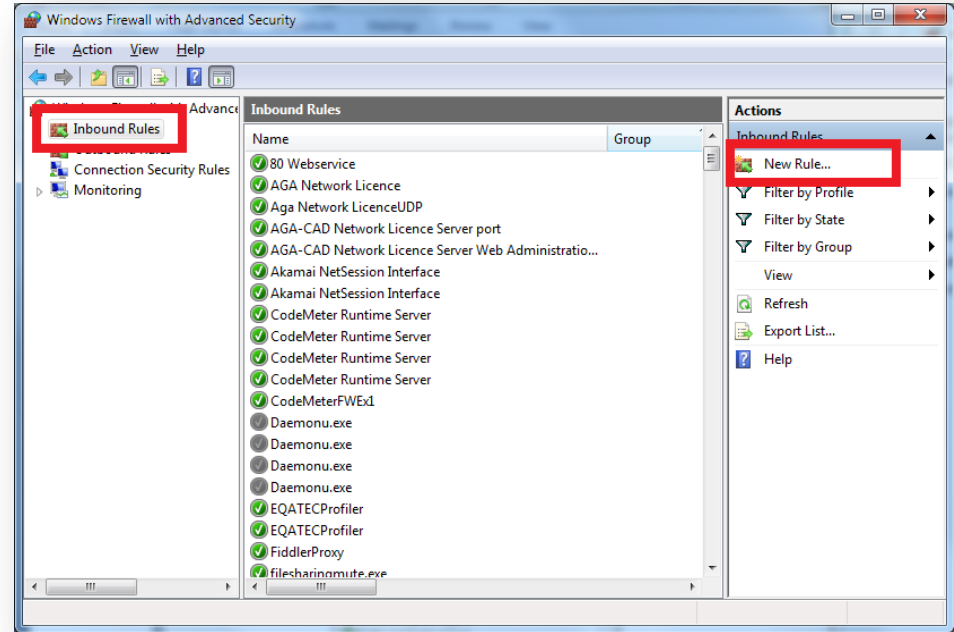 Windows Firewall with Advanced Security
File Action View Help
Advance
Inbound Rules
Connection Security Rules
Monitoring
Inbound Rules
Name Group
80 Webservice
AGA Network Licence
Aga Network LicenceUDP
AGA-CAD Network Licence Server port
AGA-CAD Network Licence Server Web Administratio...
Akamai NetSession Interface
Akamai NetSession Interface
CodeMeter Runtime Server
CodeMeter Runtime Server
CodeMeter Runtime Server
CodeMeter Runtime Server
CodeMeterFWEx1
Daemonu.exe
Daemonu.exe
Daemonu.exe
Daemonu.exe
EQATECProfiler
EQATECProfiler
FiddlerProxy
filesharingmute.exe
Actions
Inbound Rules
New Rule...
Filter by Profile
Filter by State
Filter by Group
View
Refresh
Export List...
Help